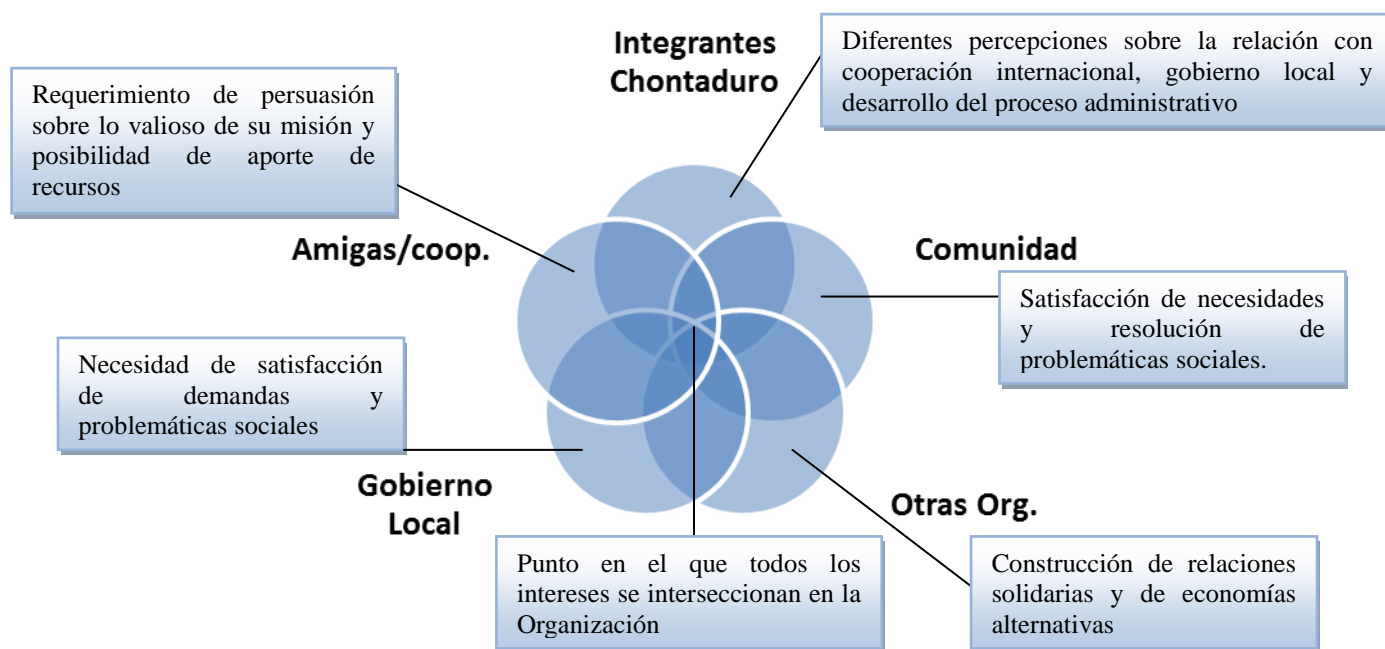 Integrantes
Chontaduro
Diferentes percepciones sobre la relación con
cooperación internacional, gobierno local y
desarrollo del proceso administrativo
Requerimiento de persuasión
sobre lo valioso de su misión y
posibilidad de aporte de
recursos
Amigas/coop.
Comunidad
Satisfacción de necesidades
y resolución de
problemáticas sociales.
Necesidad de satisfacción
de demandas y
problemáticas sociales
Gobierno
Local
Otras Org.
Punto en el que todos los
intereses se interseccionan en la
Organización
Construcción de relaciones
solidarias y de economías
alternativas